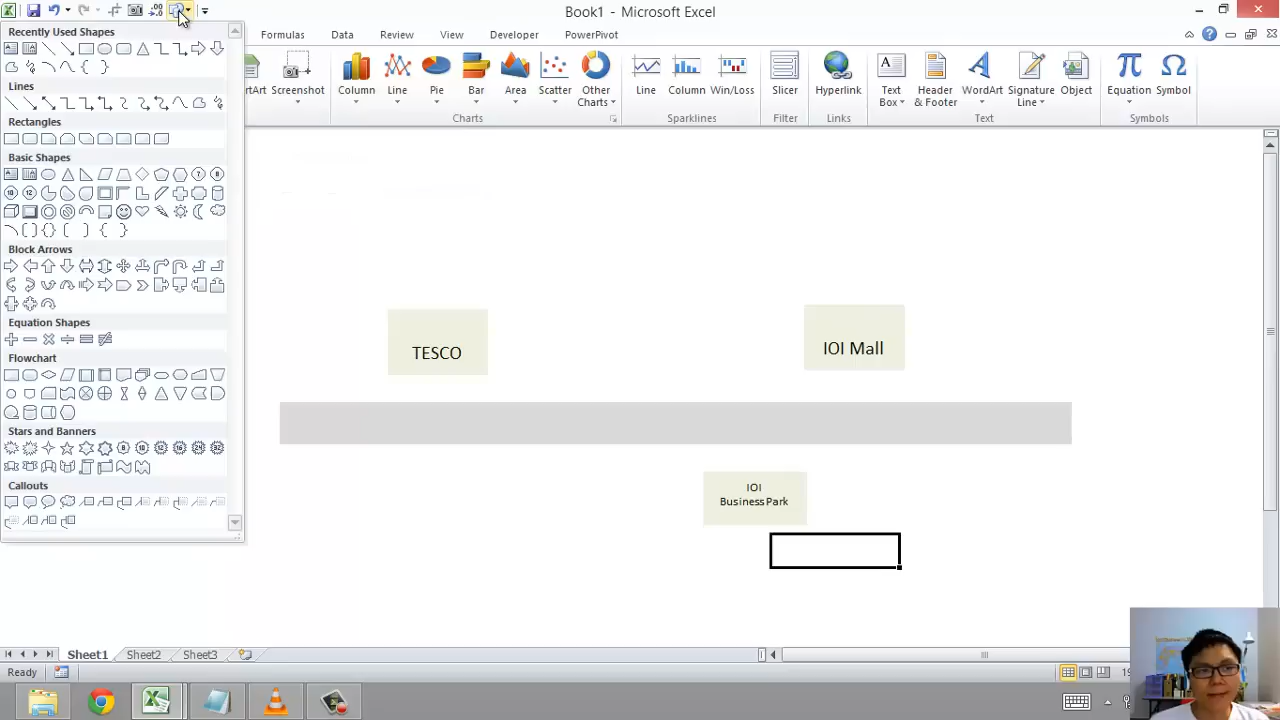 Book1 - Microsoft Excel
Formulas Data Review View Developer PowerPivot
Recently Used Shapes
Lines
Rectangles
Basic Shapes
Block Arrows
Equation Shapes
Flowchart
Stars and Banners
Callouts
Screenshot
Column
Line
Pie
Bar
Area
Scatter
Other
Charts
Line
Column
Win/Loss
Slicer
Hyperlink
Text
Box
Header
& Footer
WordArt
Signature
Line
Object
Equation
Symbol
Charts
Sparklines
Filter
Links
Text
Symbols
TESCO
IOI Mall
IOI
Business Park
Sheet1 Sheet2 Sheet3
Ready